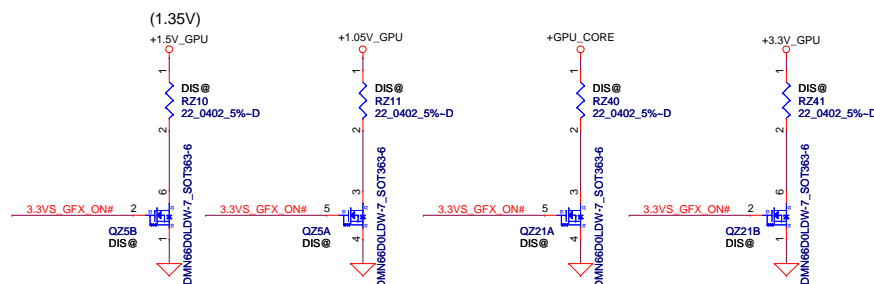 (1.35V)
+1.5V_GPU
+1.05V_GPU
+GPU_CORE
+3.3V_GPU
1
1
1
1
DIS@
RZ10
22_0402_5%~D
DIS@
RZ11
22_0402_5%~D
DIS@
RZ40
22_0402_5%~D
DIS@
RZ41
22_0402_5%~D
2
2
2
2
DMN66D0LDW-7_SOT363-6
DMN66D0LDW-7_SOT363-6
DMN66D0LDW-7_SOT363-6
DMN66D0LDW-7_SOT363-6
6
3
3
6
3.3VS_GFX_ON#
2
3.3VS_GFX_ON#
5
3.3VS_GFX_ON#
5
3.3VS_GFX_ON#
2
QZ5B
DIS@
QZ5A
DIS@
QZ21A
DIS@
QZ21B
DIS@
1
4
4
1